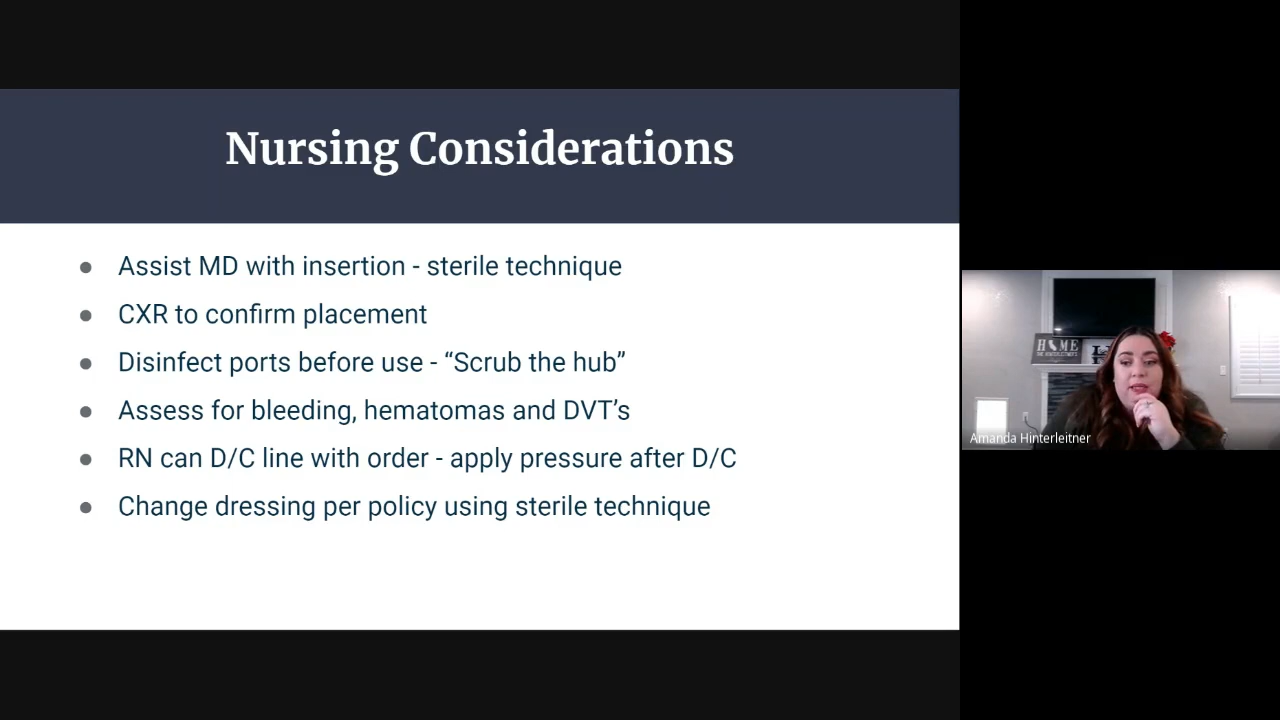 Nursing Considerations
● Assist MD with insertion - sterile technique
● CXR to confirm placement
● Disinfect ports before use - “Scrub the hub”
● Assess for bleeding, hematomas and DVT’s
● RN can D/C line with order - apply pressure after D/C
● Change dressing per policy using sterile technique
HOME
Amanda Hinterleitner